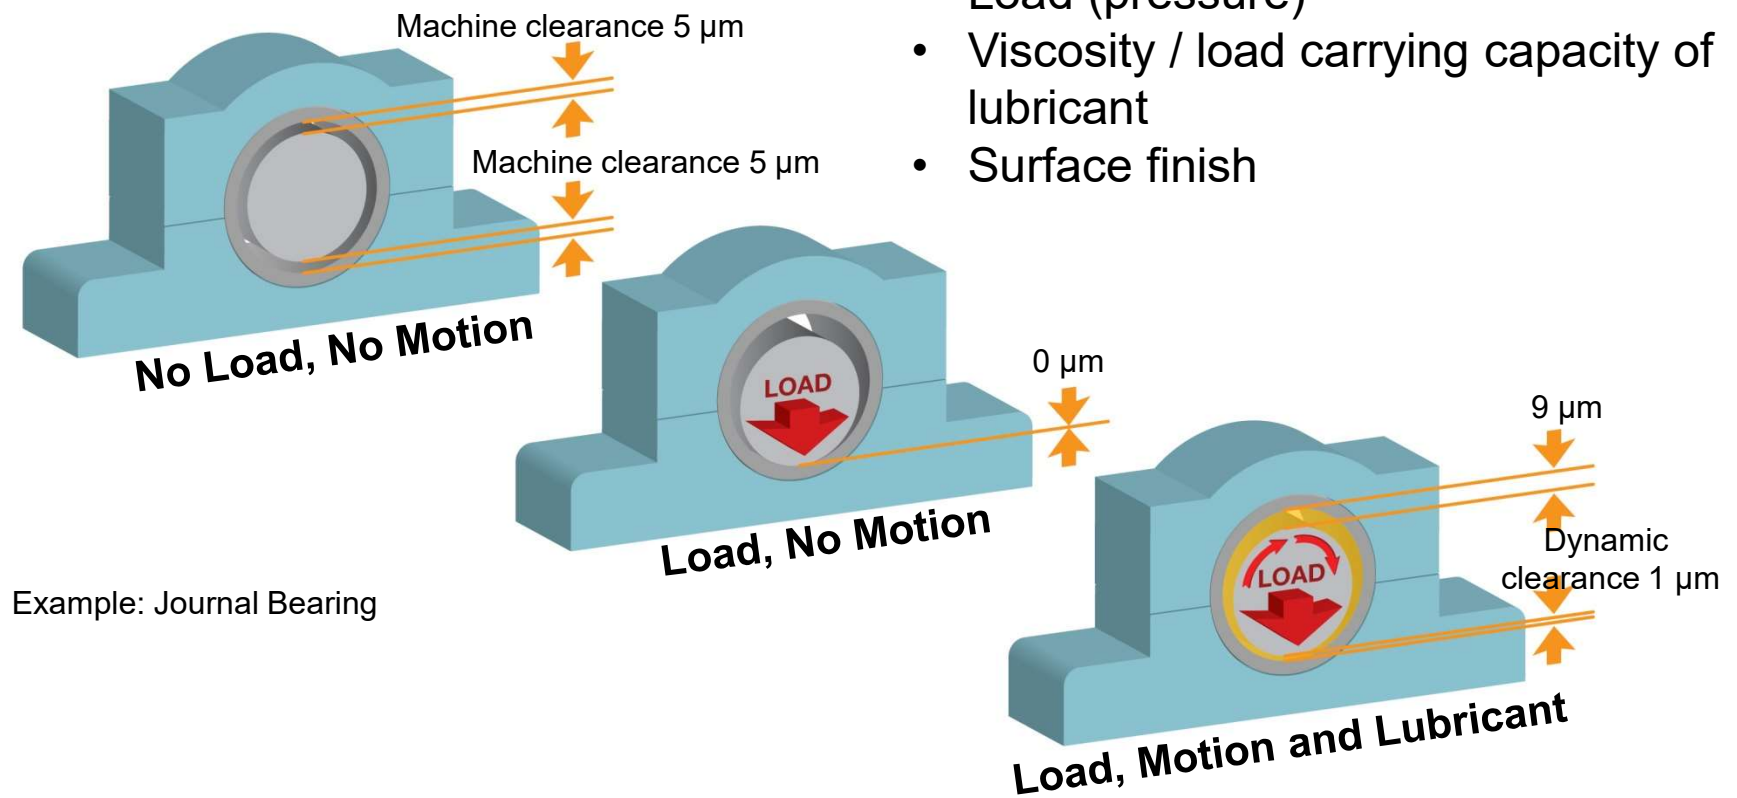 Load (pressure)
• Viscosity / load carrying capacity of
lubricant
• Surface finish
Machine clearance 5 µm
Machine clearance 5 µm
No Load, No Motion
LOAD
0 µm
Load, No Motion
9 µm
Dynamic
clearance 1 µm
LOAD
Load, Motion and Lubricant
Example: Journal Bearing